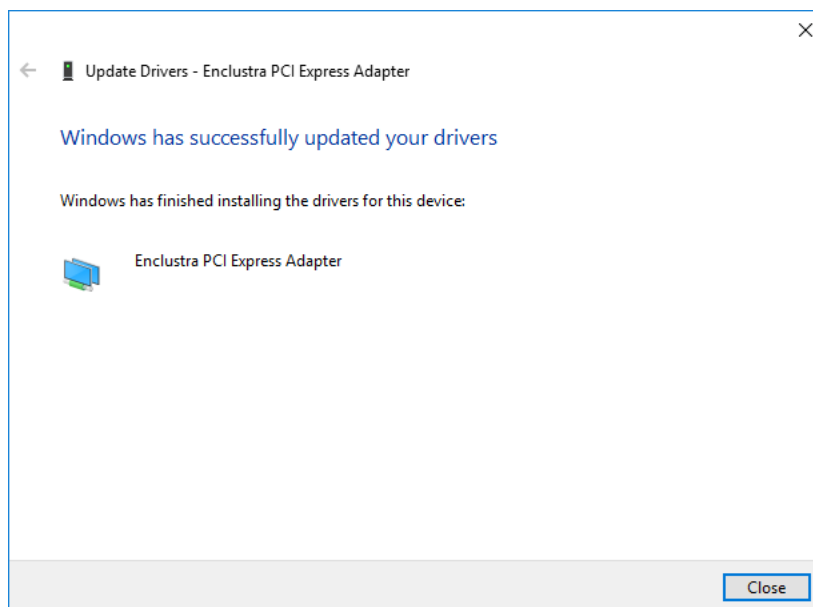 Update Drivers - Enclustra PCI Express Adapter
Windows has successfully updated your drivers
Windows has finished installing the drivers for this device:
Enclustra PCI Express Adapter
Close